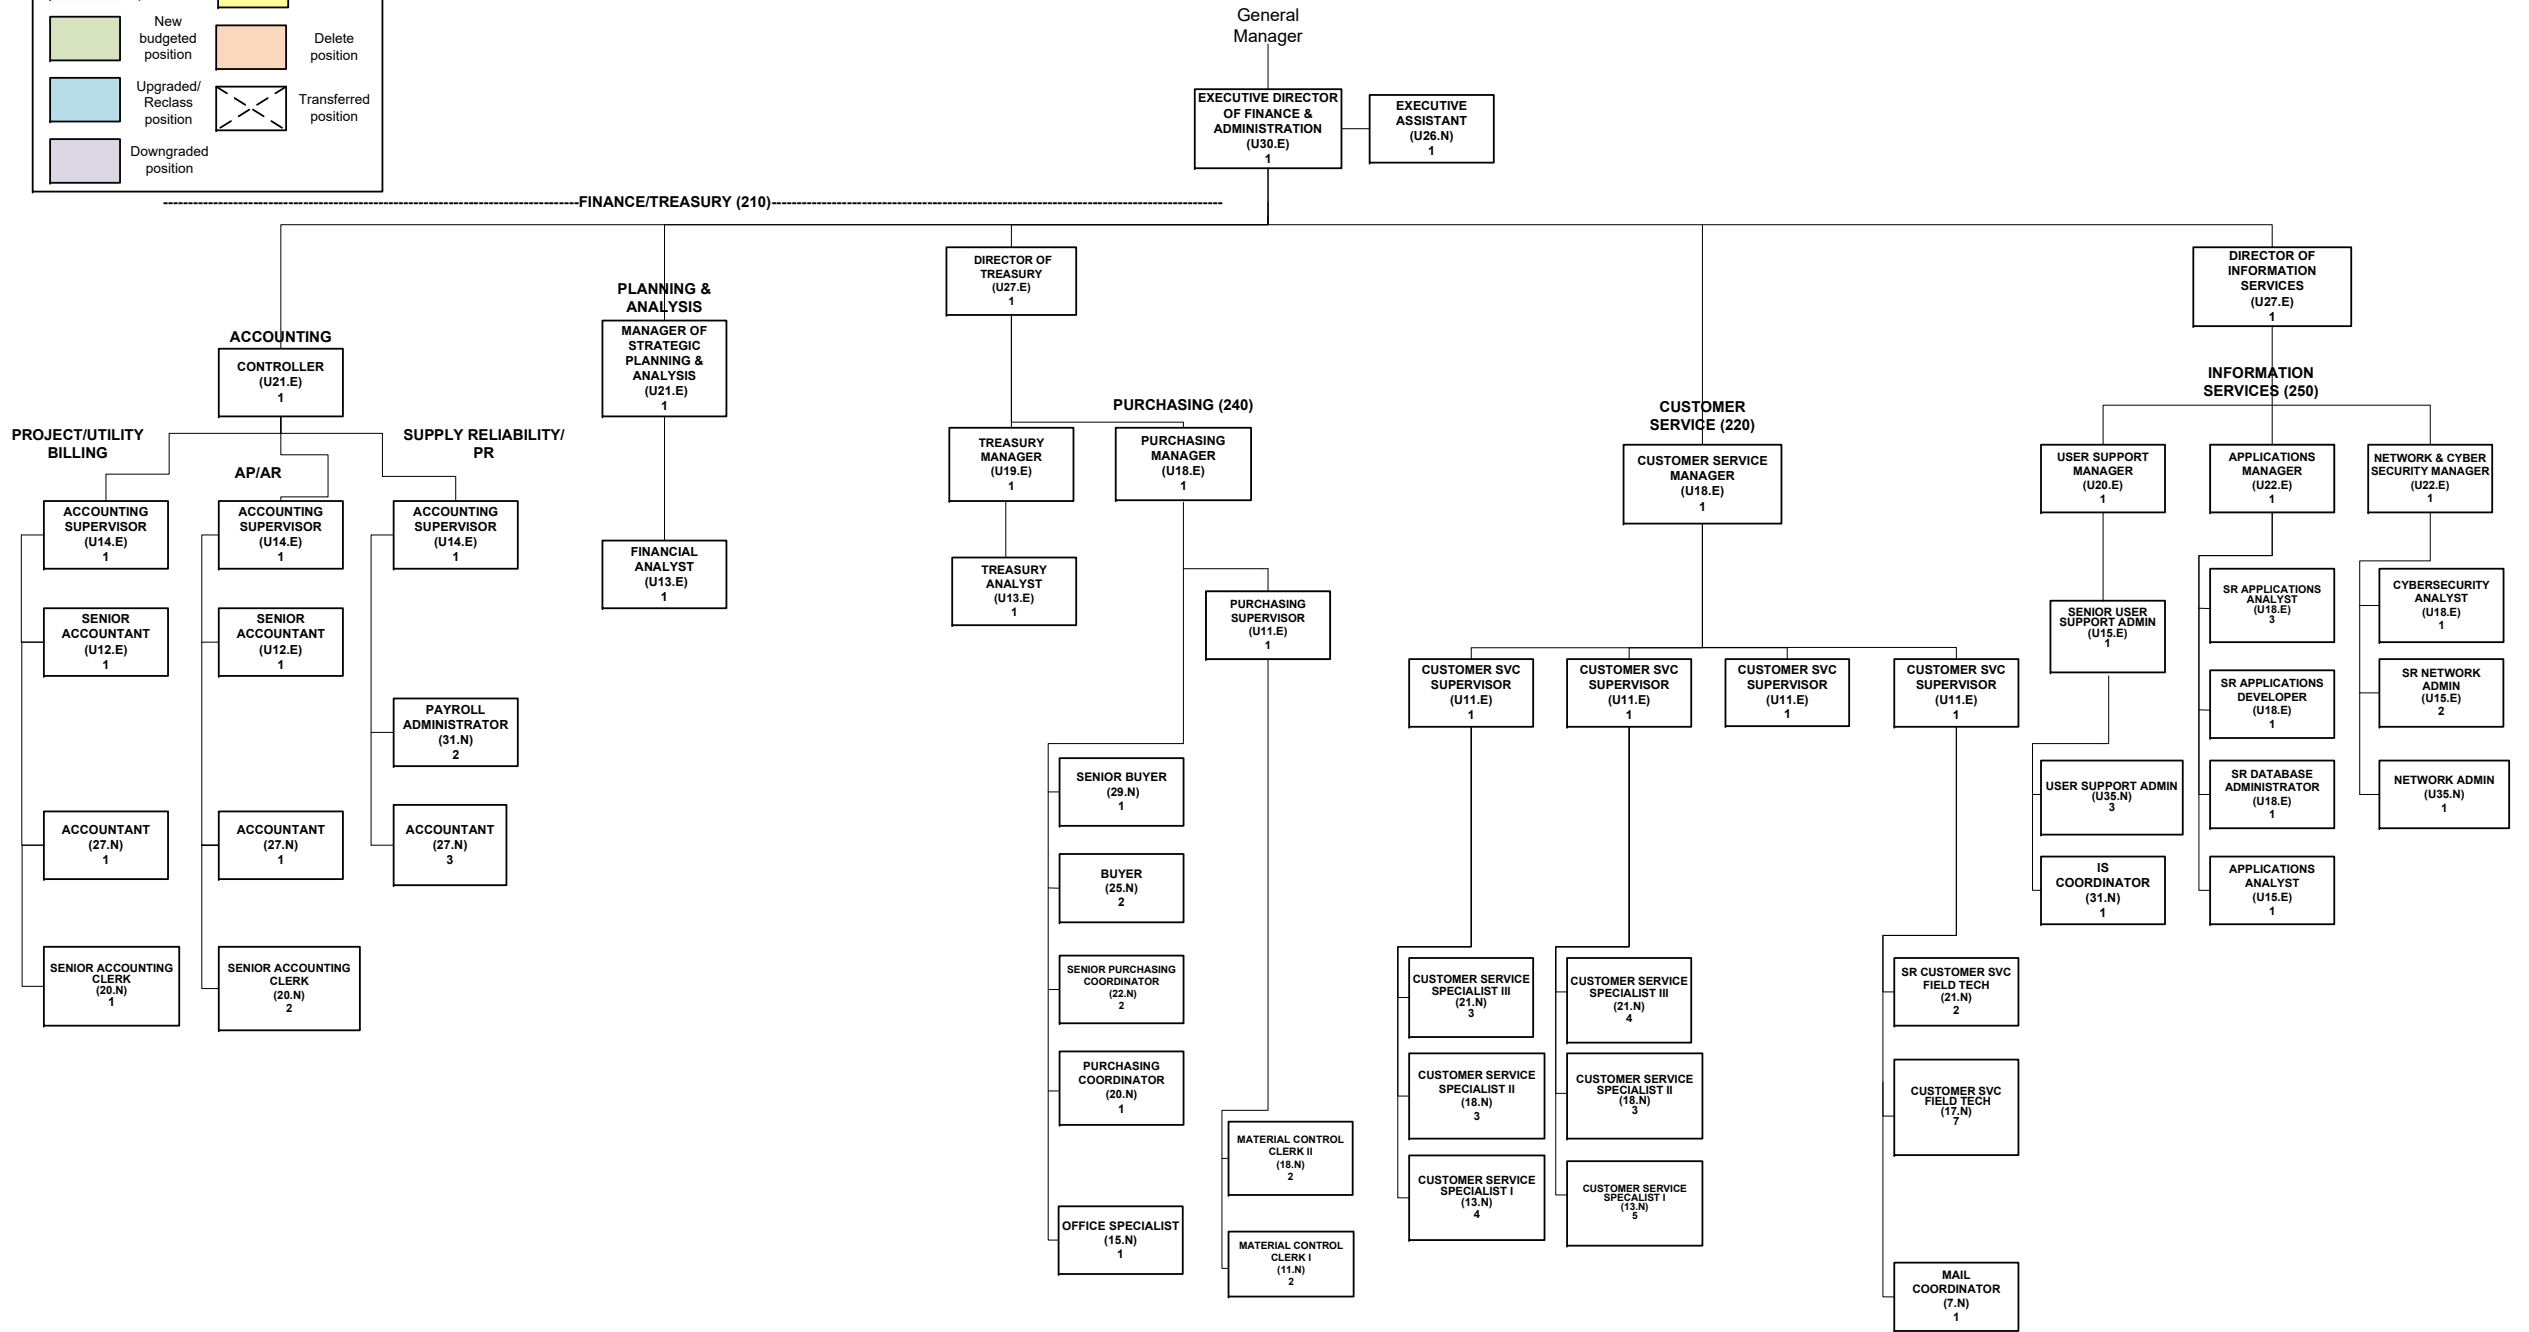 New
budgeted
position
Delete
position
Upgraded/
Reclass
position
Transferred
position
Downgraded
position
General
Manager
EXECUTIVE DIRECTOR
OF FINANCE &
ADMINISTRATION
(U30.E)
1
EXECUTIVE
ASSISTANT
(U26.N)
1
FINANCE/TREASURY (210)
ACCOUNTING
CONTROLLER
(U21.E)
1
PROJECT/UTILITY
BILLING
AP/AR
SUPPLY RELIABILITY/
PR
ACCOUNTING
SUPERVISOR
(U14.E)
1
SENIOR
ACCOUNTANT
(U12.E)
1
ACCOUNTANT
(27.N)
1
SENIOR ACCOUNTING
CLERK
(20.N)
1
ACCOUNTING
SUPERVISOR
(U14.E)
1
SENIOR
ACCOUNTANT
(U12.E)
1
ACCOUNTANT
(27.N)
1
SENIOR ACCOUNTING
CLERK
(20.N)
2
ACCOUNTING
SUPERVISOR
(U14.E)
1
PAYROLL
ADMINISTRATOR
(31.N)
2
ACCOUNTANT
(27.N)
3
PLANNING &
ANALYSIS
MANAGER OF
STRATEGIC
PLANNING &
ANALYSIS
(U21.E)
1
FINANCIAL
ANALYST
(U13.E)
1
DIRECTOR OF
TREASURY
(U27.E)
1
TREASURY
MANAGER
(U19.E)
1
TREASURY
ANALYST
(U13.E)
1
PURCHASING (240)
PURCHASING
MANAGER
(U18.E)
1
PURCHASING
SUPERVISOR
(U11.E)
1
SENIOR BUYER
(29.N)
1
BUYER
(25.N)
2
SENIOR PURCHASING
COORDINATOR
(22.N)
2
PURCHASING
COORDINATOR
(20.N)
1
OFFICE SPECIALIST
(15.N)
1
MATERIAL CONTROL
CLERK II
(18.N)
2
MATERIAL CONTROL
CLERK I
(11.N)
2
CUSTOMER
SERVICE (220)
CUSTOMER SERVICE
MANAGER
(U18.E)
1
CUSTOMER SVC
SUPERVISOR
(U11.E)
1
CUSTOMER SERVICE
SPECIALIST III
(21.N)
3
CUSTOMER SERVICE
SPECIALIST II
(18.N)
3
CUSTOMER SERVICE
SPECIALIST I
(13.N)
4
CUSTOMER SVC
SUPERVISOR
(U11.E)
1
CUSTOMER SERVICE
SPECIALIST III
(21.N)
4
CUSTOMER SERVICE
SPECIALIST II
(18.N)
3
CUSTOMER SERVICE
SPECALIST I
(13.N)
5
CUSTOMER SVC
SUPERVISOR
(U11.E)
1
CUSTOMER SVC
SUPERVISOR
(U11.E)
1
SR CUSTOMER SVC
FIELD TECH
(21.N)
2
CUSTOMER SVC
FIELD TECH
(17.N)
7
MAIL
COORDINATOR
(7.N)
1
DIRECTOR OF
INFORMATION
SERVICES
(U27.E)
1
INFORMATION
SERVICES (250)
USER SUPPORT
MANAGER
(U20.E)
1
SENIOR USER
SUPPORT ADMIN
(U15.E)
1
USER SUPPORT ADMIN
(U35.N)
3
IS
COORDINATOR
(31.N)
1
APPLICATIONS
MANAGER
(U22.E)
1
SR APPLICATIONS
ANALYST
(U18.E)
3
SR APPLICATIONS
DEVELOPER
(U18.E)
1
SR DATABASE
ADMINISTRATOR
(U18.E)
1
APPLICATIONS
ANALYST
(U15.E)
1
NETWORK & CYBER
SECURITY MANAGER
(U22.E)
1
CYBERSECURITY
ANALYST
(U18.E)
1
SR NETWORK
ADMIN
(U15.E)
2
NETWORK ADMIN
(U35.N)
1